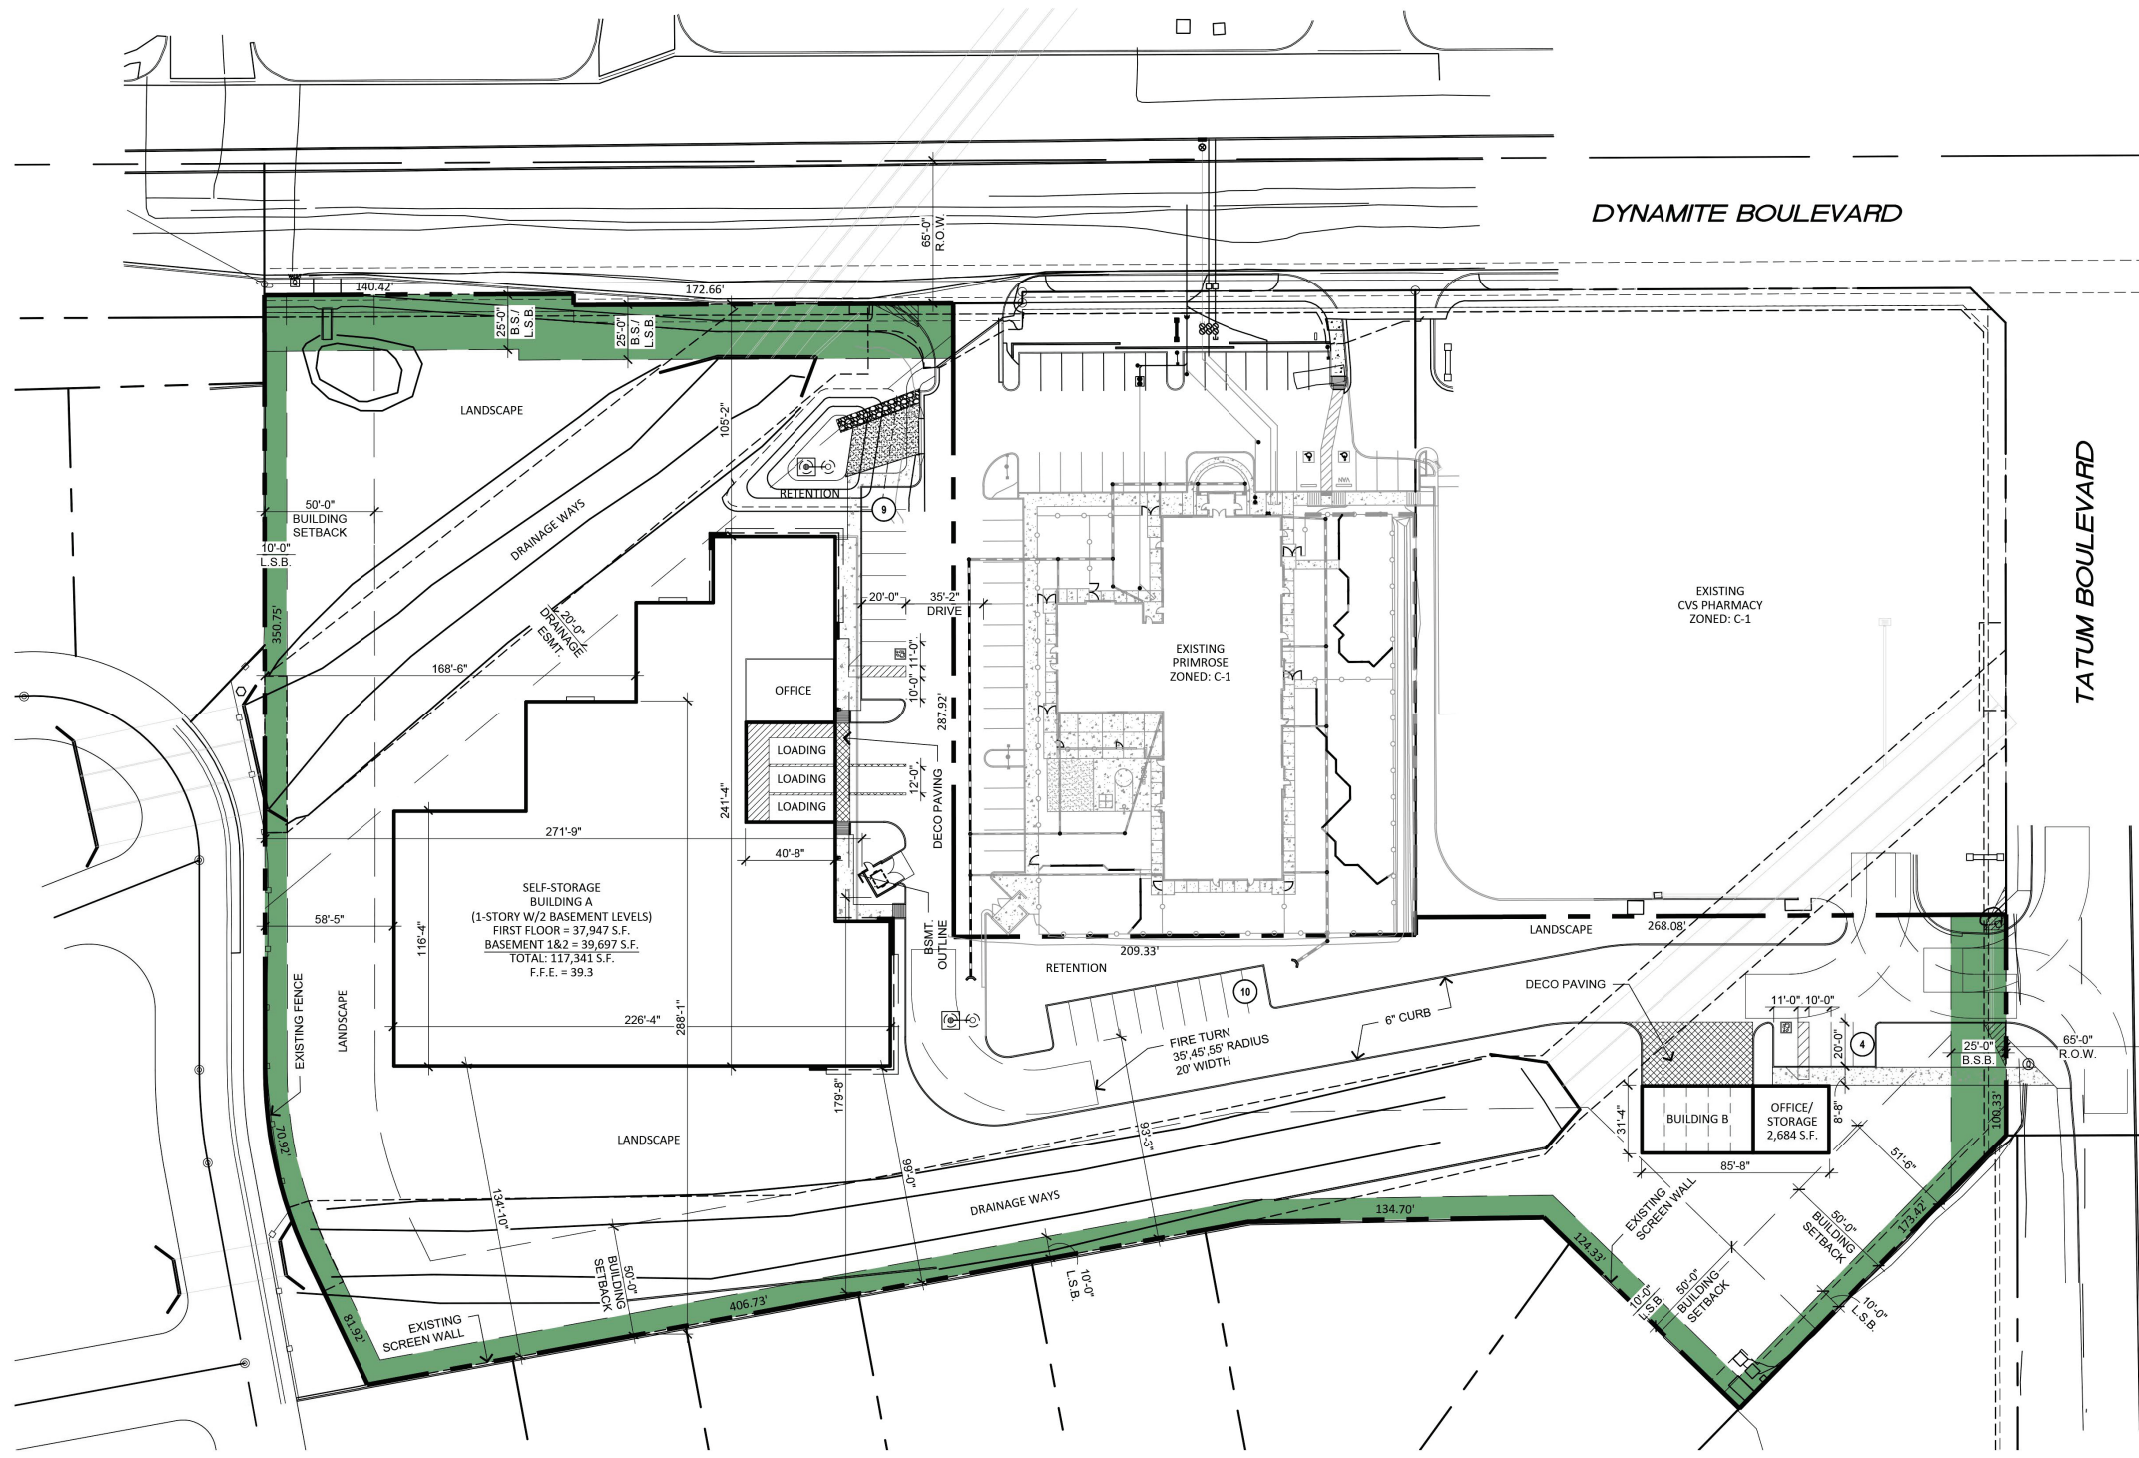 DYNAMITE BOULEVARD
TATUM BOULEVARD
65'-0"
R.O.W.
140.42'
172.66'
25'-0"
B.S./
L.S.B.
25'-0"
B.S./
L.S.B.
LANDSCAPE
105'-2"
RETENTION
9
50'-0"
BUILDING
SETBACK
10'-0"
L.S.B.
DRAINAGE WAYS
350.75'
20'-0"
DRAINAGE
ESMT.
168'-6"
20'-0"
35'-2"
DRIVE
11'-0"
10'-0"
287.92'
OFFICE
LOADING
LOADING
LOADING
12'-0"
DECO PAVING
241'-4"
271'-9"
40'-8"
EXISTING
PRIMROSE
ZONED: C-1
VAN
EXISTING
CVS PHARMACY
ZONED: C-1
SELF-STORAGE
BUILDING A
(1-STORY W/2 BASEMENT LEVELS)
FIRST FLOOR = 37,947 S.F.
BASEMENT 1&2 = 39,697 S.F.
TOTAL: 117,341 S.F.
F.F.E. = 39.3
58'-5"
116'-4"
BSMT.
OUTLINE
EXISTING FENCE
LANDSCAPE
226'-4"
288'-1"
209.33'
RETENTION
10
FIRE TURN
35',45',55' RADIUS
20' WIDTH
6" CURB
LANDSCAPE
268.08'
DECO PAVING
11'-0"
10'-0"
20'-0"
4
25'-0"
B.S.B.
65'-0"
R.O.W.
100.33'
BUILDING B
OFFICE/
STORAGE
2,684 S.F.
31'-4"
8'-8"
85'-8"
51'-6"
70.92'
LANDSCAPE
179'-8"
93'-3"
99'-0"
134'-10"
DRAINAGE WAYS
134.70'
EXISTING
SCREEN WALL
50'-0"
BUILDING
SETBACK
173.42'
124.33'
50'-0"
BUILDING
SETBACK
10'-0"
L.S.B.
10'-0"
L.S.B.
50'-0"
BUILDING
SETBACK
10'-0"
L.S.B.
406.73'
81.92'
EXISTING
SCREEN WALL